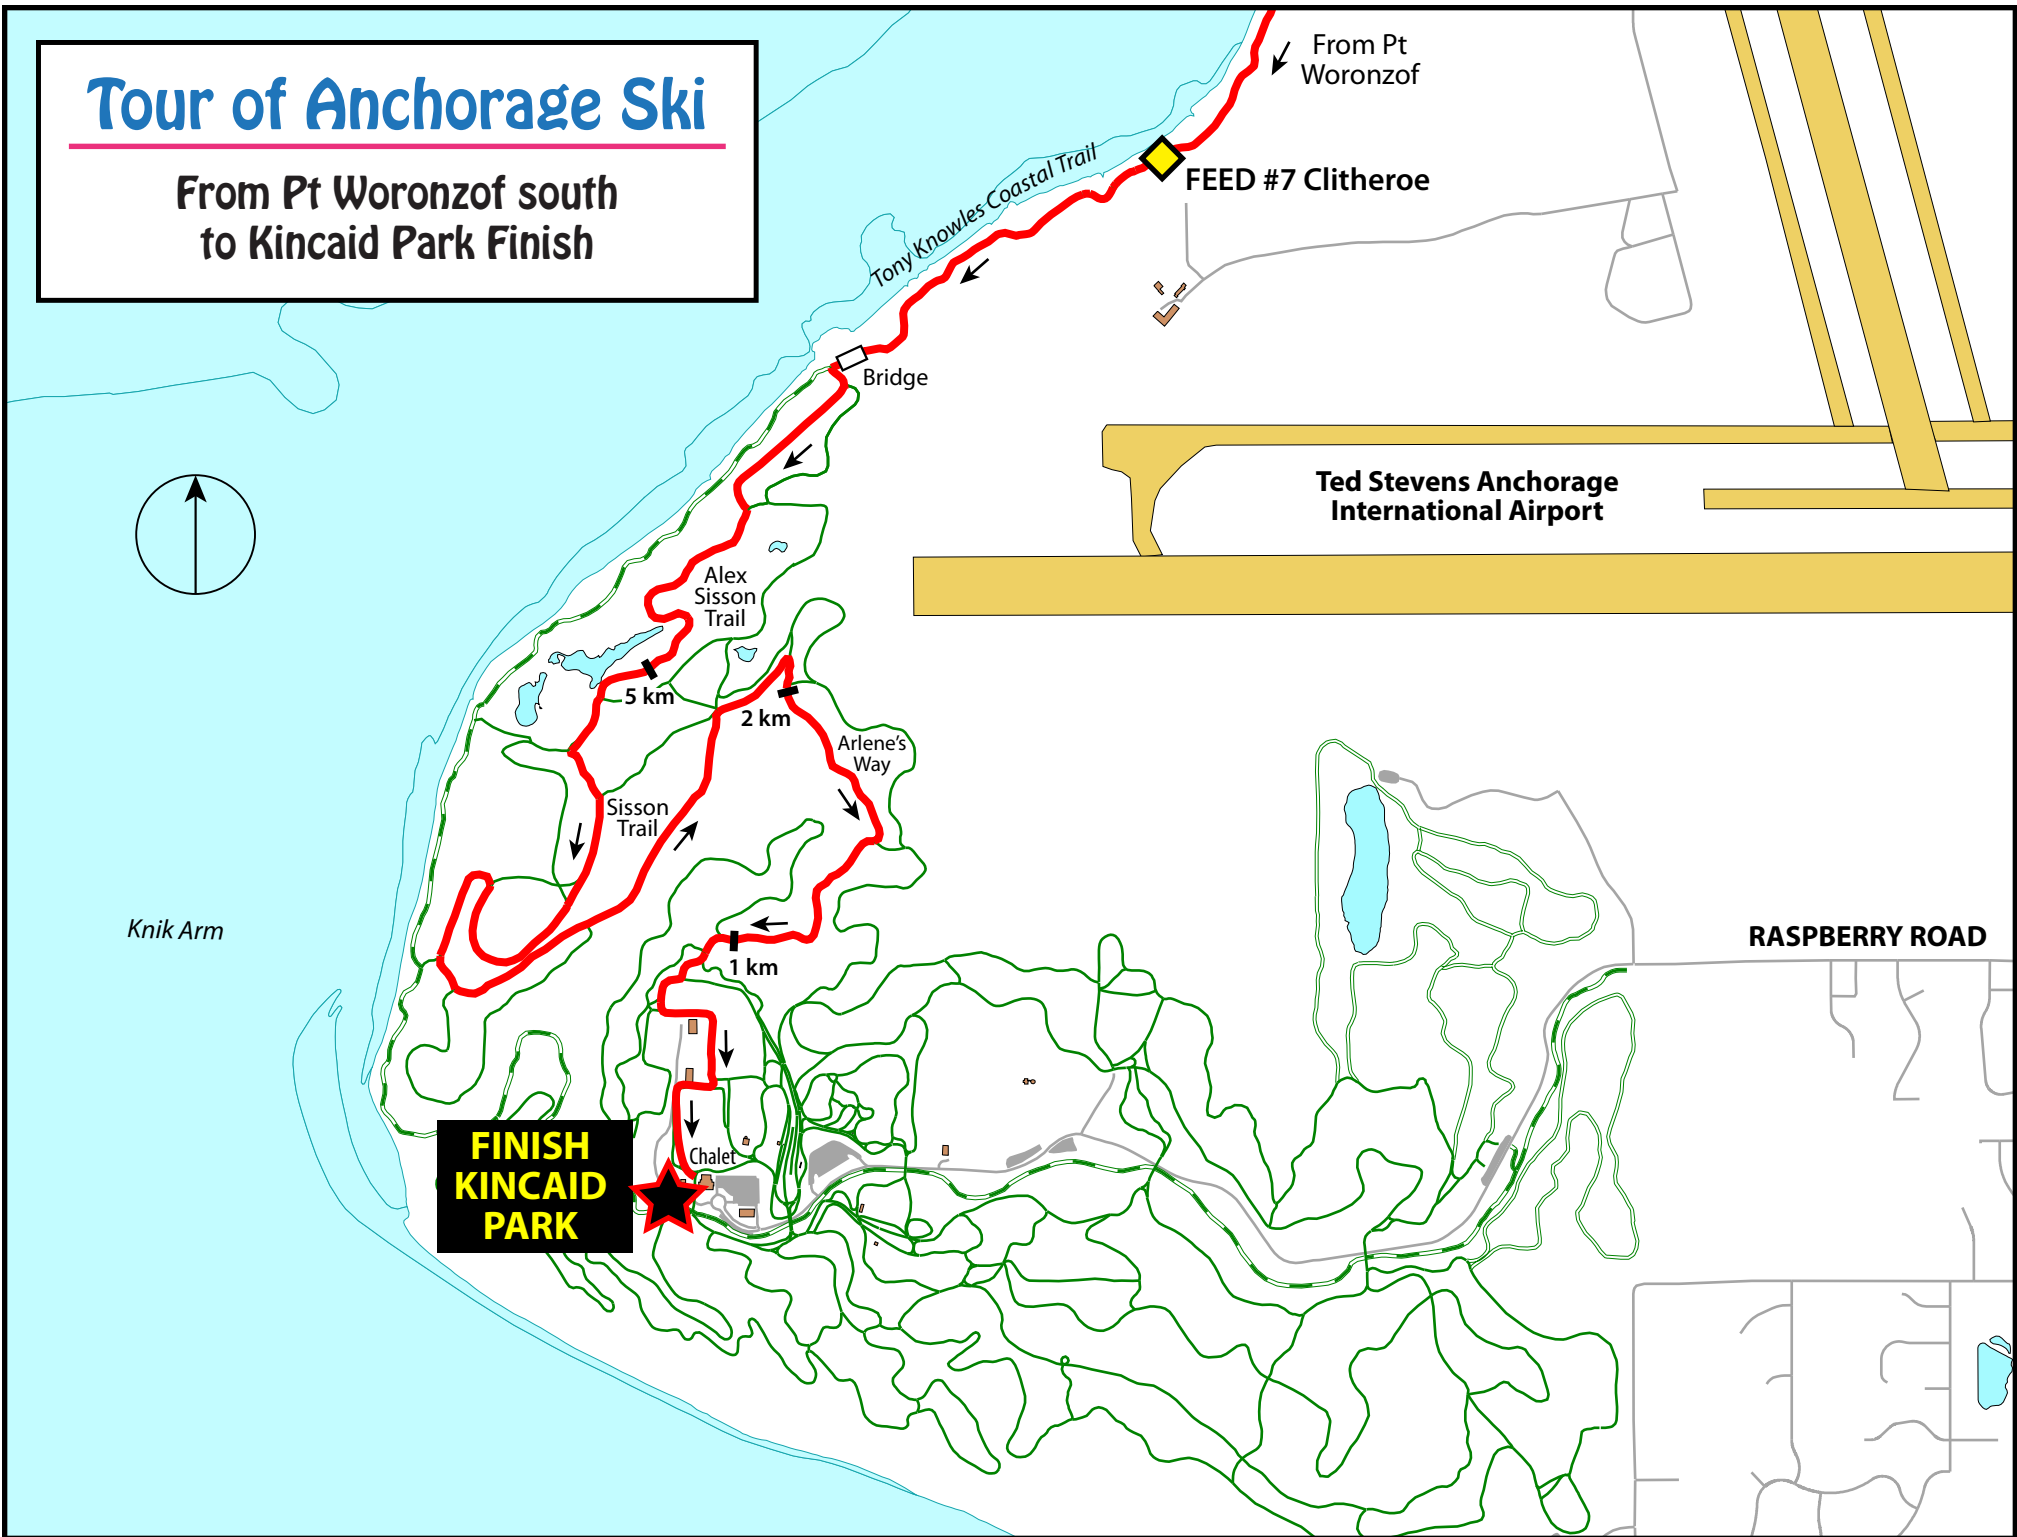 Tour of Anchorage Ski
From Pt Woronzof south
to Kincaid Park Finish
From Pt
Woronzof
Tony Knowles Coastal Trail
FEED #7 Clitheroe
Bridge
Ted Stevens Anchorage
International Airport
Alex
Sisson
Trail
5 km
2 km
Arlene's
Way
Sisson
Trail
Knik Arm
RASPBERRY ROAD
1 km
Chalet
FINISH
KINCAID
PARK